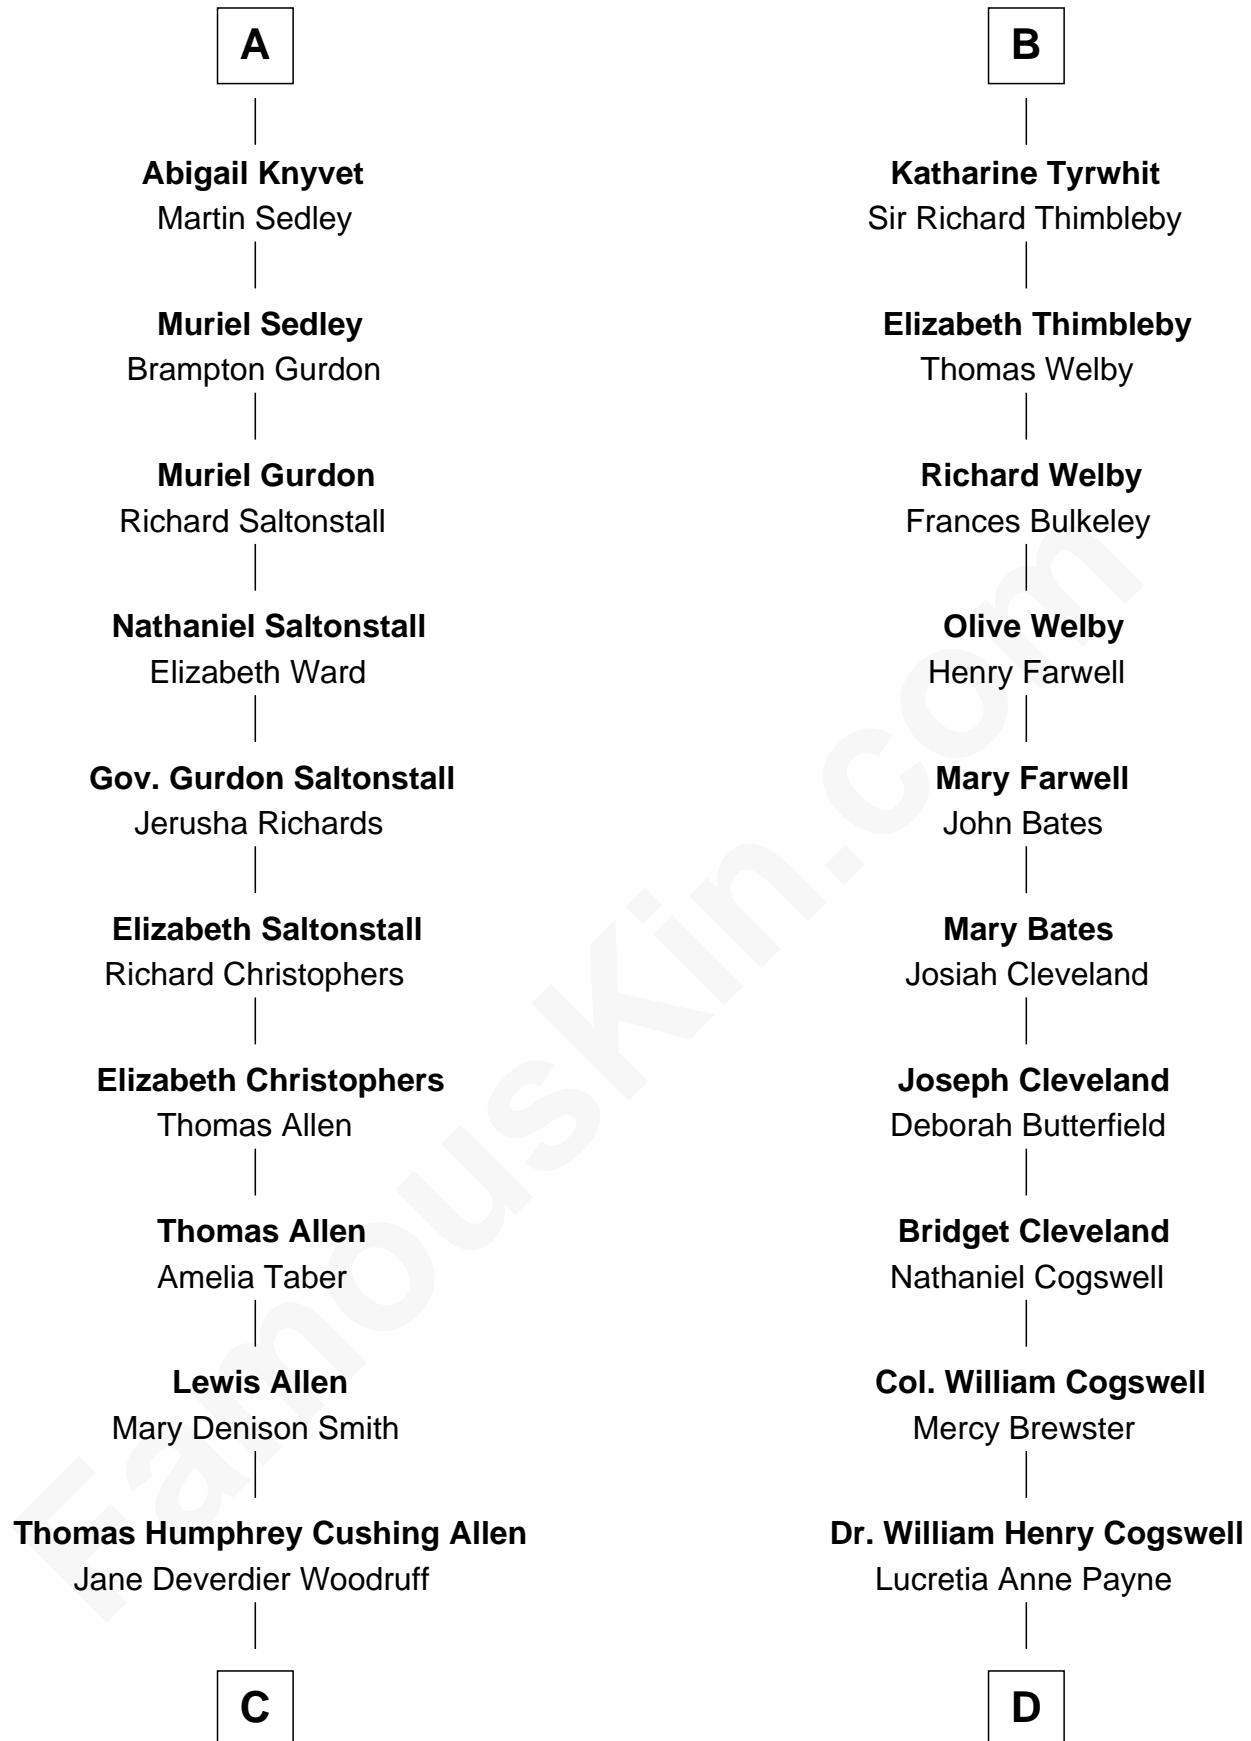 A
Abigail Knyvet
Martin Sedley
Muriel Sedley
Brampton Gurdon
Muriel Gurdon
Richard Saltonstall
Nathaniel Saltonstall
Elizabeth Ward
Gov. Gurdon Saltonstall
Jerusha Richards
Elizabeth Saltonstall
Richard Christophers
Elizabeth Christophers
Thomas Allen
Thomas Allen
Amelia Taber
Lewis Allen
Mary Denison Smith
Thomas Humphrey Cushing Allen
Jane Deverdier Woodruff
C
B
Katharine Tyrwhit
Sir Richard Thimbleby
Elizabeth Thimbleby
Thomas Welby
Richard Welby
Frances Bulkeley
Olive Welby
Henry Farwell
Mary Farwell
John Bates
Mary Bates
Josiah Cleveland
Joseph Cleveland
Deborah Butterfield
Bridget Cleveland
Nathaniel Cogswell
Col. William Cogswell
Mercy Brewster
Dr. William Henry Cogswell
Lucretia Anne Payne
D
FamousKin.com